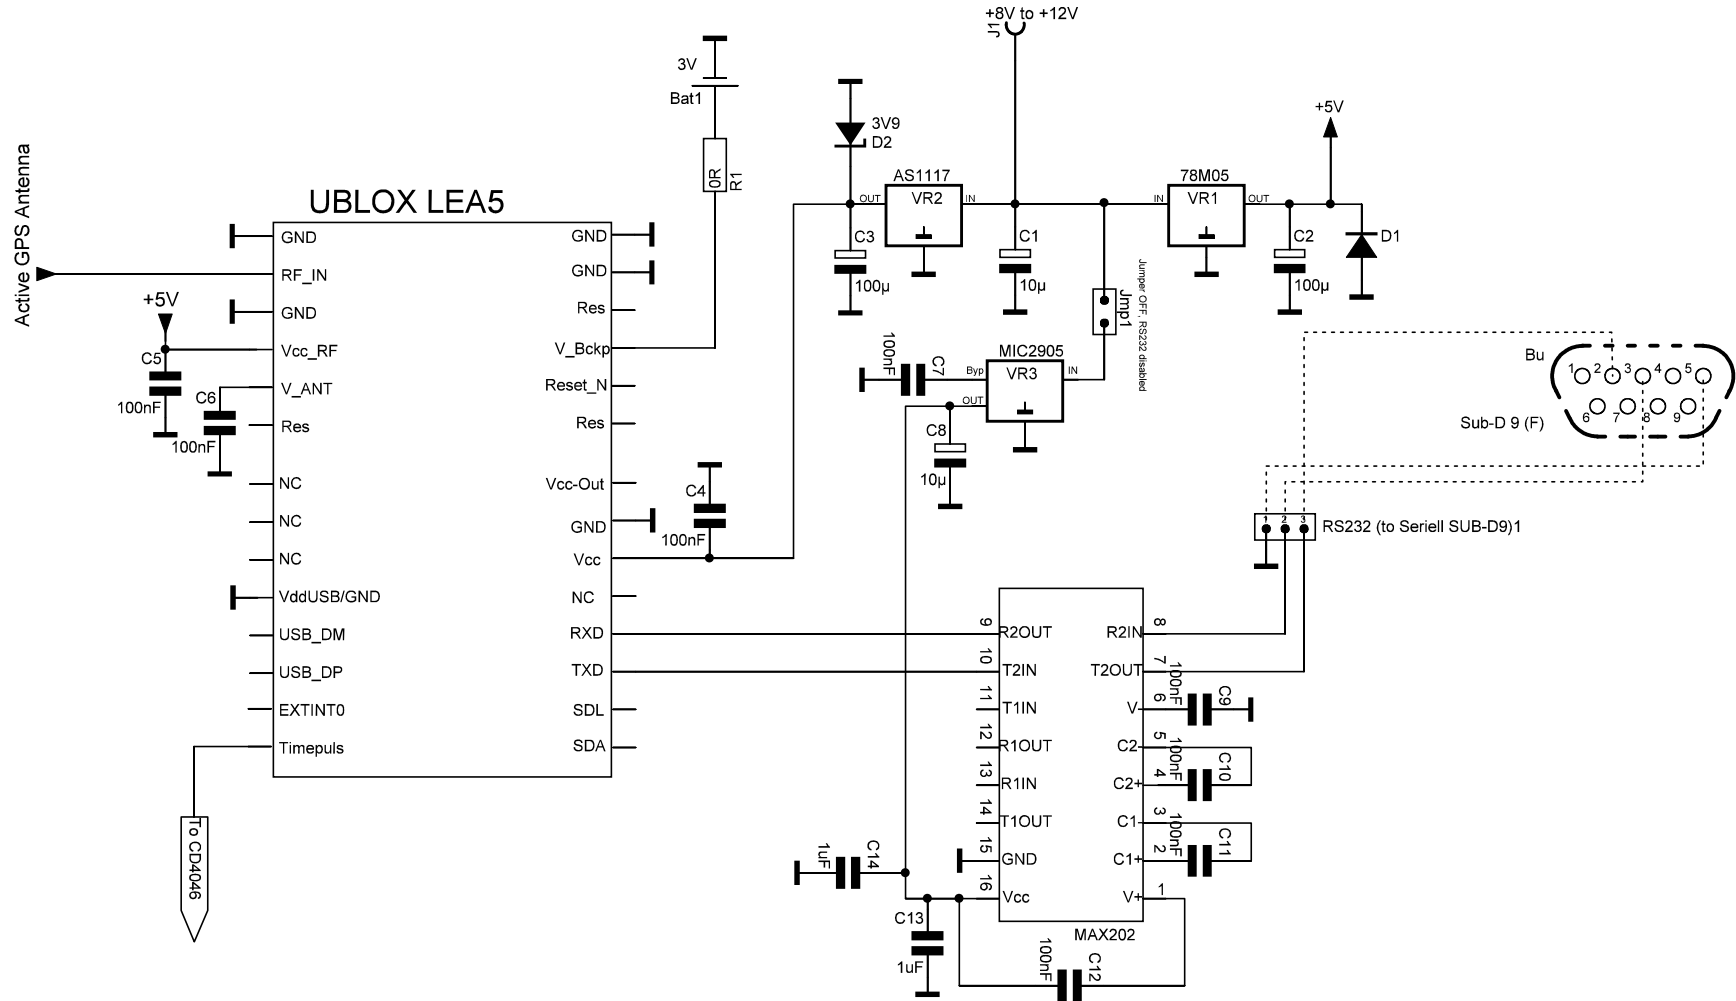 +8V to +12V
J1
3V
Bat1
0R
R1
3V9
D2
+5V
Active GPS Antenna
UBLOX LEA5
AS1117
VR2
OUT
IN
78M05
VR1
IN
OUT
C3
100µ
C1
10µ
C2
100µ
D1
Jmp1
Jumper OFF, RS232 disabled
GND
RF_IN
GND
Vcc_RF
V_ANT
Res
NC
NC
NC
VddUSB/GND
USB_DM
USB_DP
EXTINT0
Timepuls
GND
GND
Res
V_Bckp
Reset_N
Res
Vcc-Out
GND
Vcc
NC
RXD
TXD
SDL
SDA
+5V
C5
100nF
C6
100nF
C4
100nF
100nF
C7
MIC2905
VR3
Byp
IN
OUT
C8
10µ
Bu
1 2 3 4 5
6 7 8 9
Sub-D 9 (F)
1 2 3
RS232 (to Seriell SUB-D9)1
9 R2OUT
10 T2IN
11 T1IN
12 R1OUT
13 R1IN
14 T1OUT
15 GND
16 Vcc
R2IN 8
T2OUT 7
V- 6
C2- 5
C2+ 4
C1- 3
C1+ 2
V+ 1
MAX202
100nF
C9
100nF
C10
100nF
C11
1uF
C14
C13
1uF
100nF
C12
To CD4046